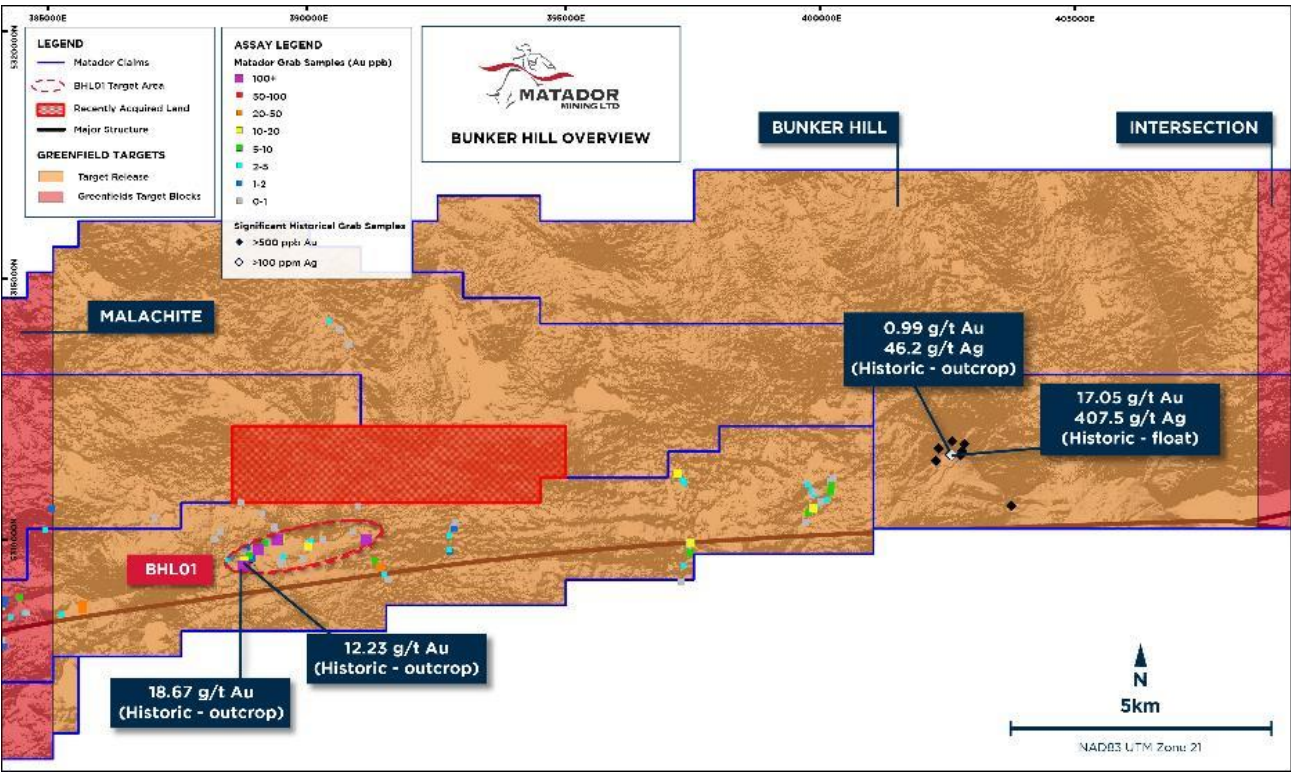 385000E
390000E
395000E
400000E
405000E
5320000N
315000N
5310000N
LEGEND
Matador Claims
BHL01 Target Area
Recently Acquired Land
Major Structure
GREENFIELD TARGETS
Target Release
Greenfields Target Blocks
ASSAY LEGEND
Matador Grab Samples (Au ppb)
100+
50-100
20-50
10-20
5-10
2-5
1-2
0-1
Significant Historical Grab Samples
>500 ppb Au
>100 ppm Ag
MATADOR
MINING LTD
BUNKER HILL OVERVIEW
BUNKER HILL
INTERSECTION
MALACHITE
0.99 g/t Au
46.2 g/t Ag
(Historic - outcrop)
17.05 g/t Au
407.5 g/t Ag
(Historic - float)
BHL01
12.23 g/t Au
(Historic - outcrop)
18.67 g/t Au
(Historic - outcrop)
N
5km
NAD83 UTM Zone 21